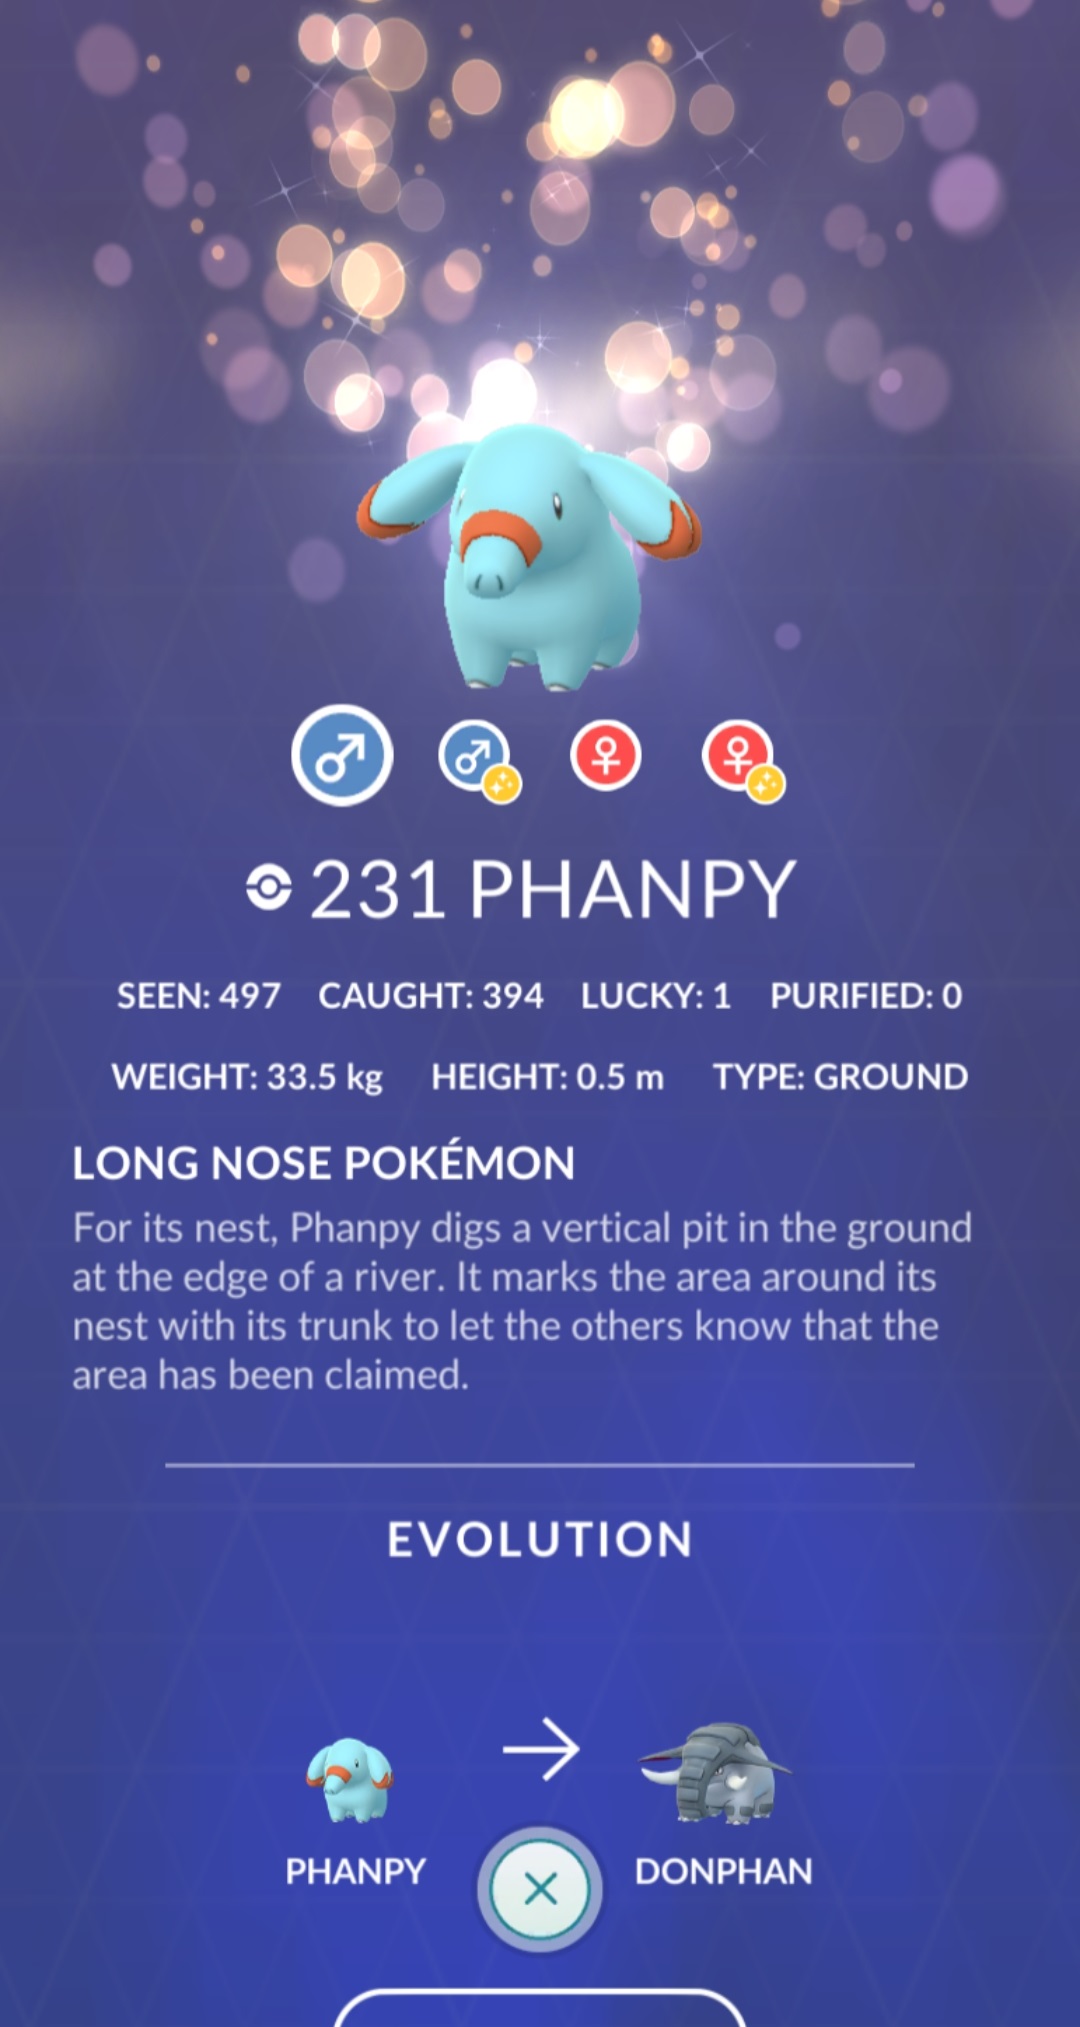 231 PHANPY
SEEN: 497 CAUGHT: 394 LUCKY: 1 PURIFIED: 0
WEIGHT: 33.5 kg HEIGHT: 0.5 m TYPE: GROUND
LONG NOSE POKÉMON
For its nest, Phanpy digs a vertical pit in the ground
at the edge of a river. It marks the area around its
nest with its trunk to let the others know that the
area has been claimed.
EVOLUTION
PHANPY DONPHAN